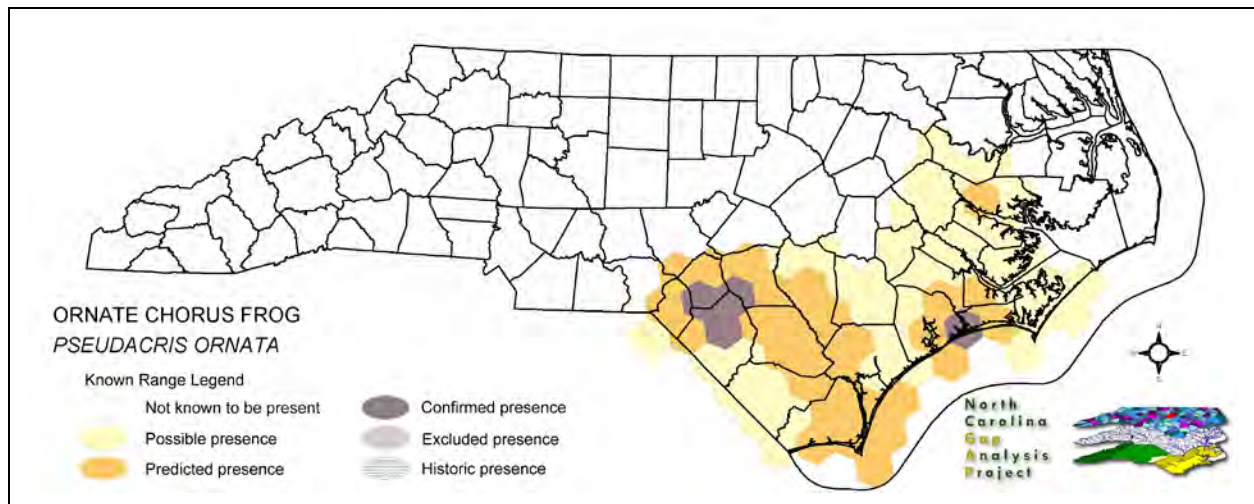 ORNATE CHORUS FROG
PSEUDACRIS ORNATA
Known Range Legend
Not known to be present
Possible presence
Predicted presence
Confirmed presence
Excluded presence
Historic presence
North
Carolina
Gap
Analysis
Project